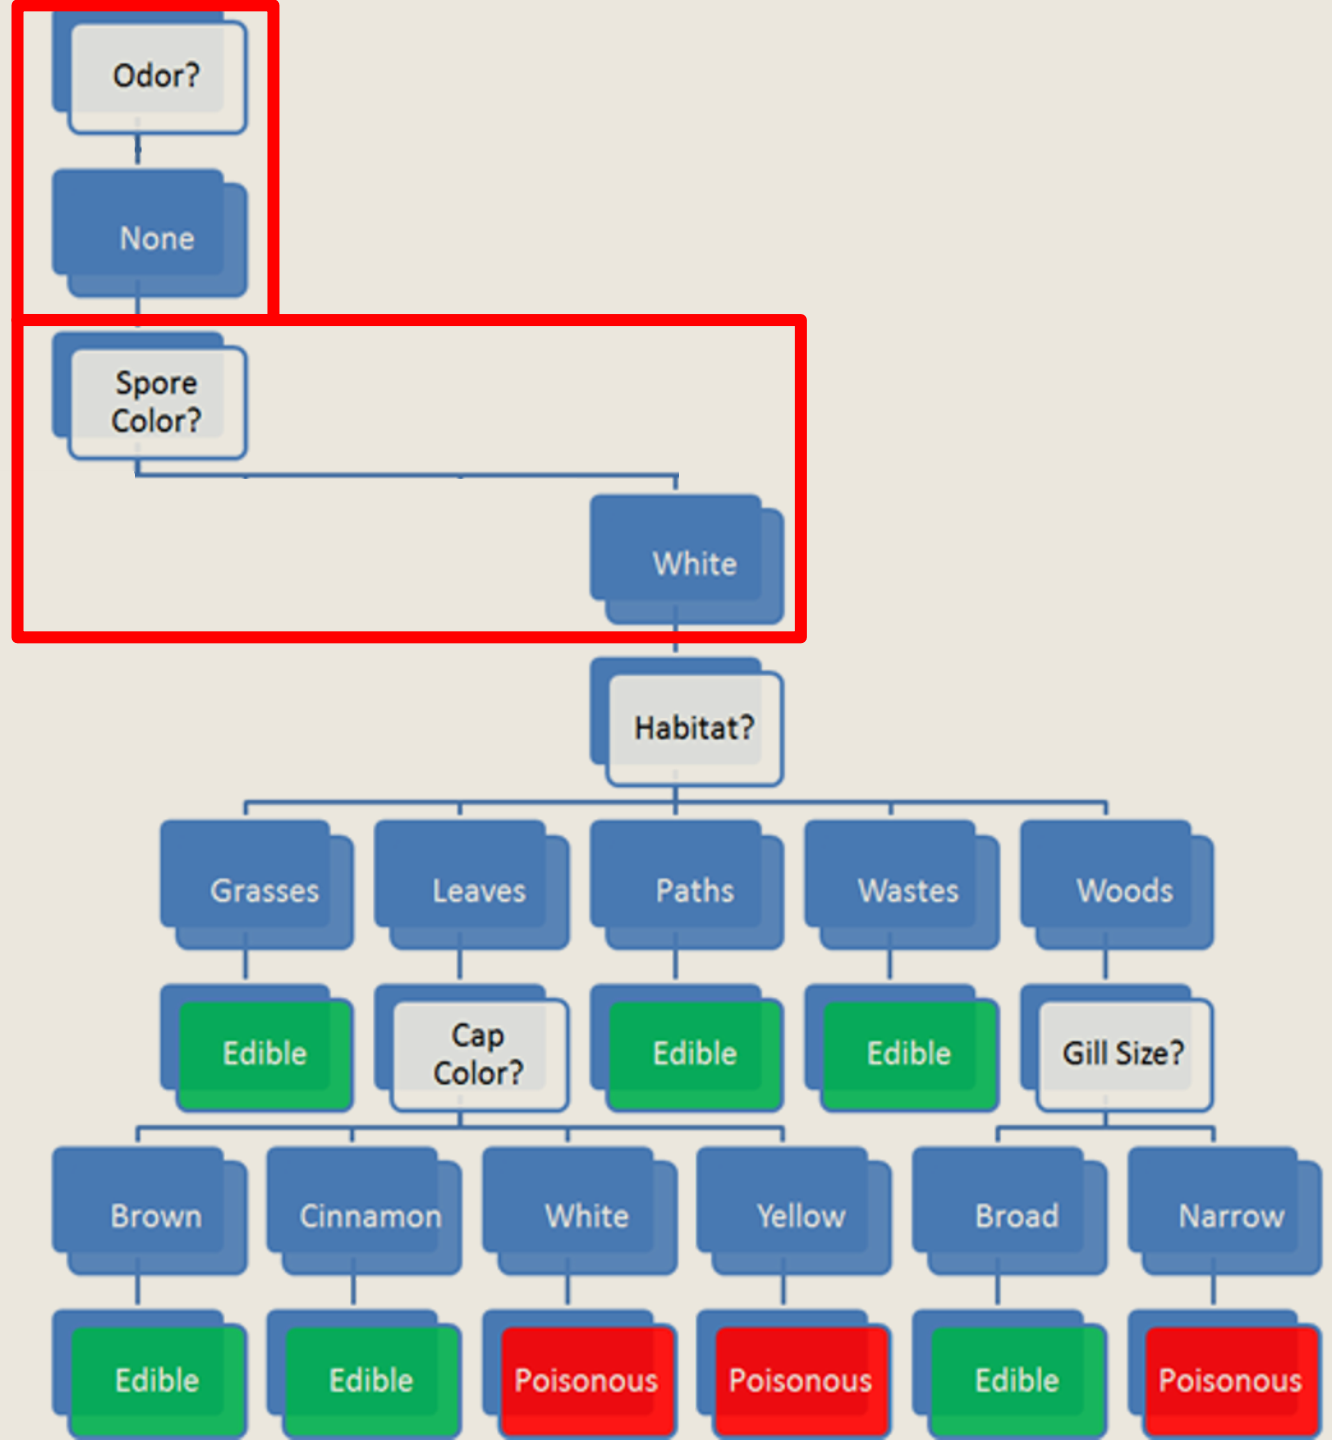 Odor?
None
Spore
Color?
White
Habitat?
Grasses
Leaves
Paths
Wastes
Woods
Edible
Cap
Color?
Edible
Edible
Gill Size?
Brown
Cinnamon
White
Yellow
Broad
Narrow
Edible
Edible
Poisonous
Poisonous
Edible
Poisonous